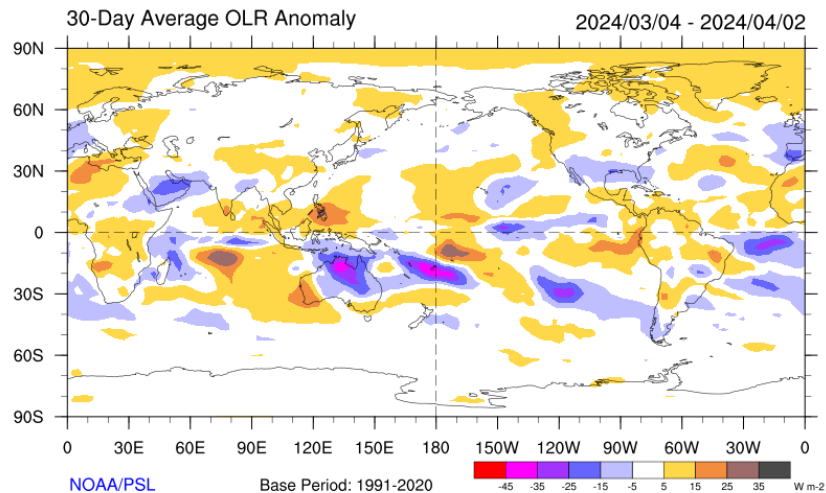 30-Day Average OLR Anomaly
2024/03/04 - 2024/04/02
90N
60N
30N
0
30S
60S
90S
0 30E 60E 90E 120E 150E 180 150W 120W 90W 60W 30W 0
NOAA/PSL
Base Period: 1991-2020
-45 -35 -25 -15 -5 5 15 25 35 W m-2